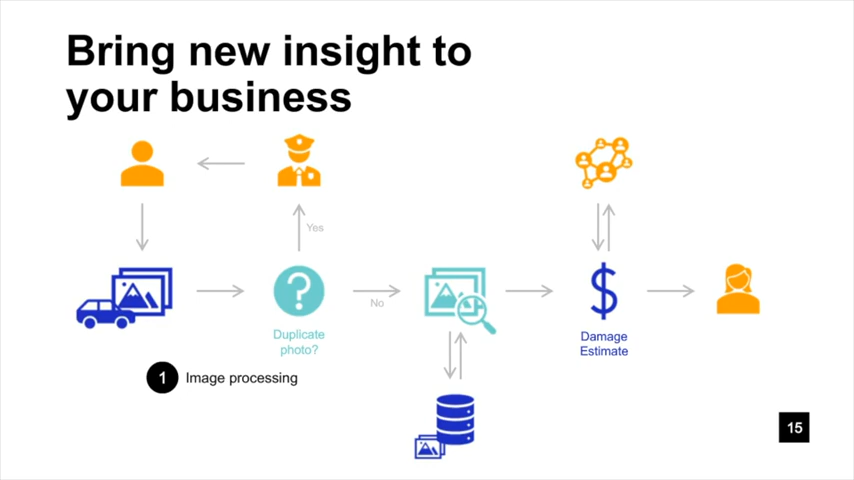 Bring new insight to
your business
Yes
No
Duplicate
photo?
Damage
Estimate
1 Image processing
15